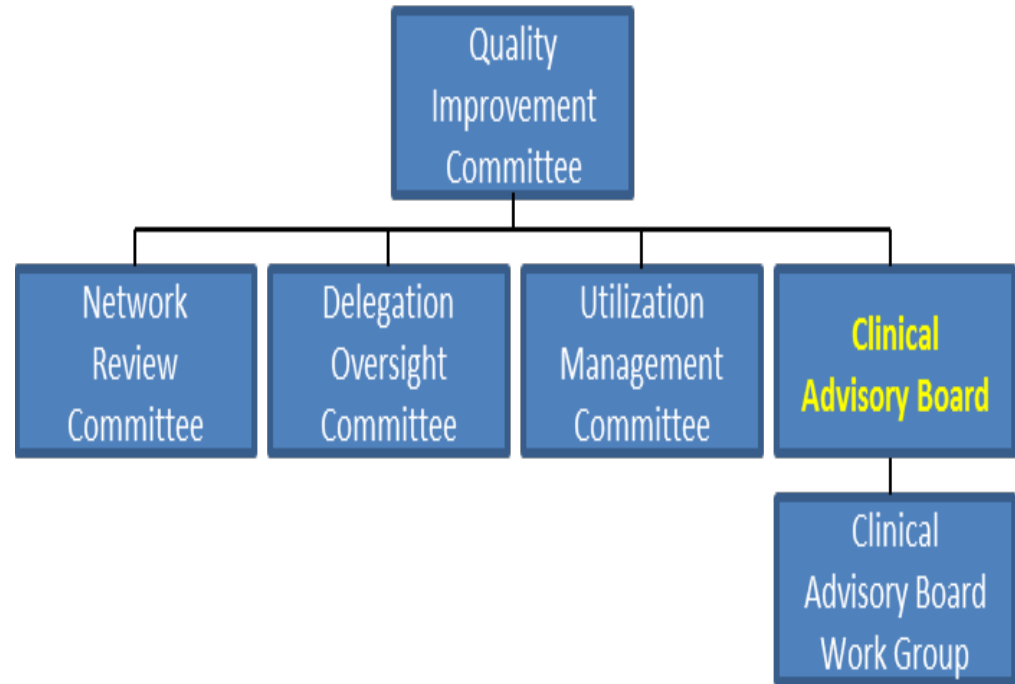 Quality
Improvement
Committee
Network
Review
Committee
Delegation
Oversight
Committee
Utilization
Management
Committee
Clinical
Advisory Board
Clinical
Advisory Board
Work Group